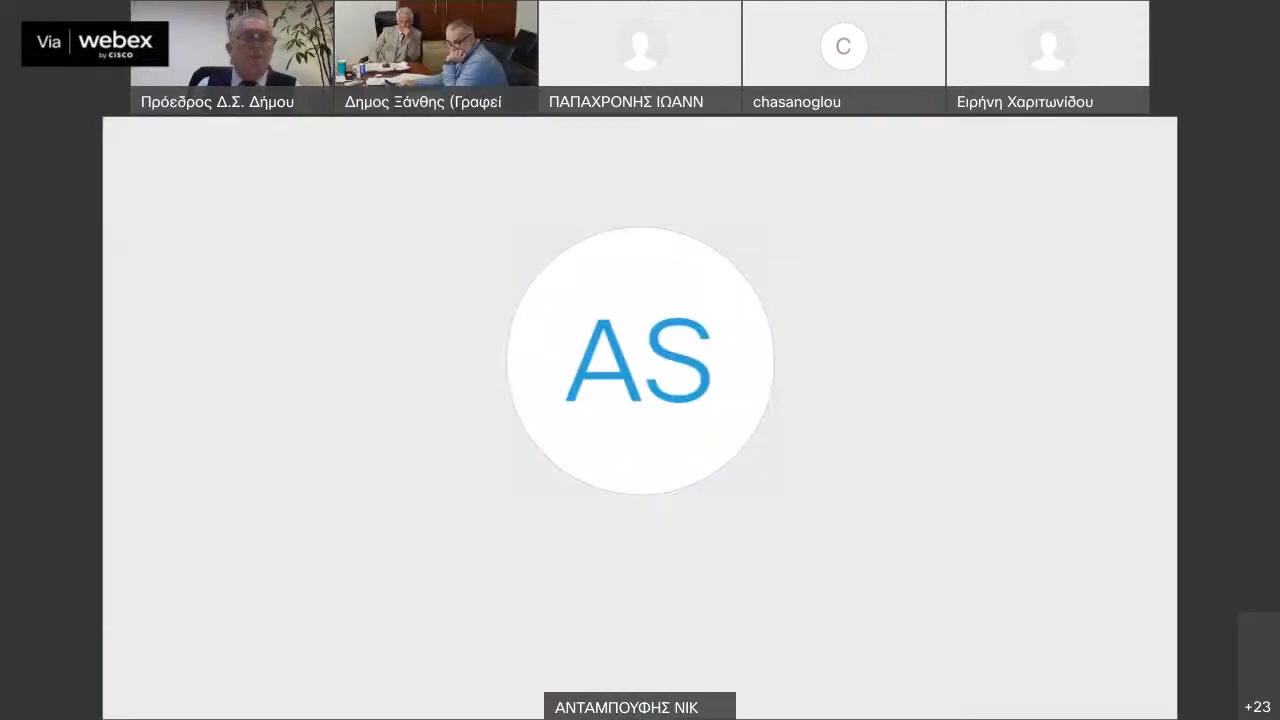 Via webex
by CISCO
Πρόεδρος Δ.Σ. Δήμου
Δημος Ξάνθης (Γραφεί
ΠΑΠΑΧΡΟΝΗΣ ΙΩΑΝΝ
C
chasanoglou
Ειρήνη Χαριτωνίδου
AS
ΑΝΤΑΜΠΟΥΦΗΣ ΝΙΚ
+23